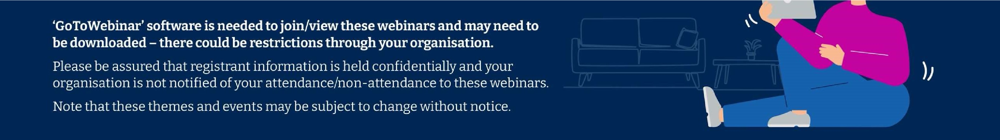 ‘GoToWebinar’ software is needed to join/view these webinars and may need to
be downloaded – there could be restrictions through your organisation.
Please be assured that registrant information is held confidentially and your
organisation is not notified of your attendance/non-attendance to these webinars.
Note that these themes and events may be subject to change without notice.